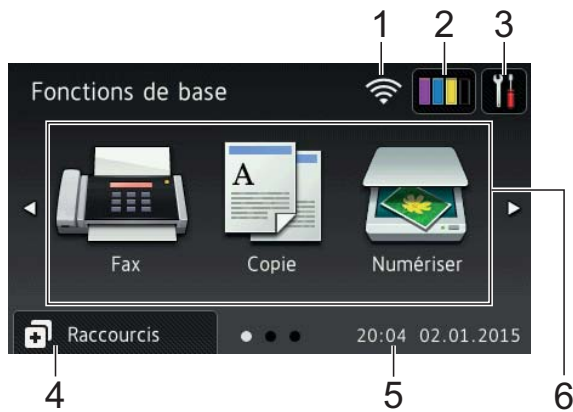 1 2 3
Fonctions de base
A
Fax Copie Numériser
Raccourcis 20:04 02.01.2015
4 5 6